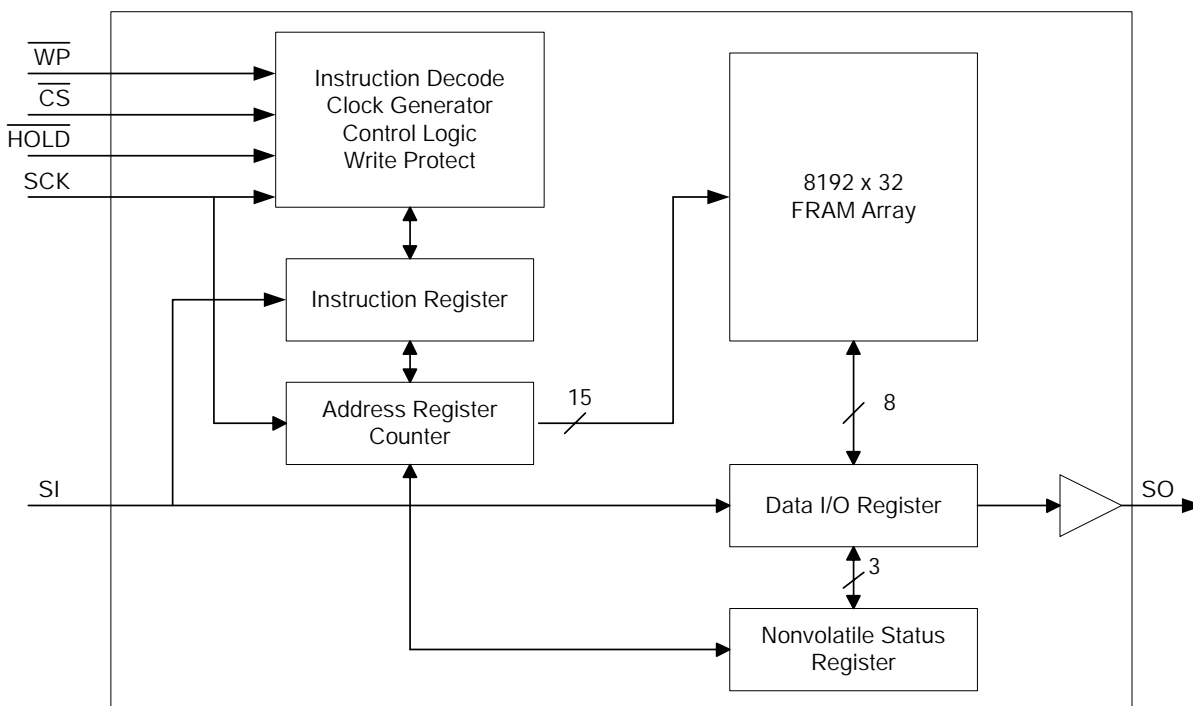 WP
CS
HOLD
SCK
Instruction Decode
Clock Generator
Control Logic
Write Protect
8192 x 32
FRAM Array
Instruction Register
Address Register
Counter
15
8
SI
Data I/O Register
SO
3
Nonvolatile Status
Register